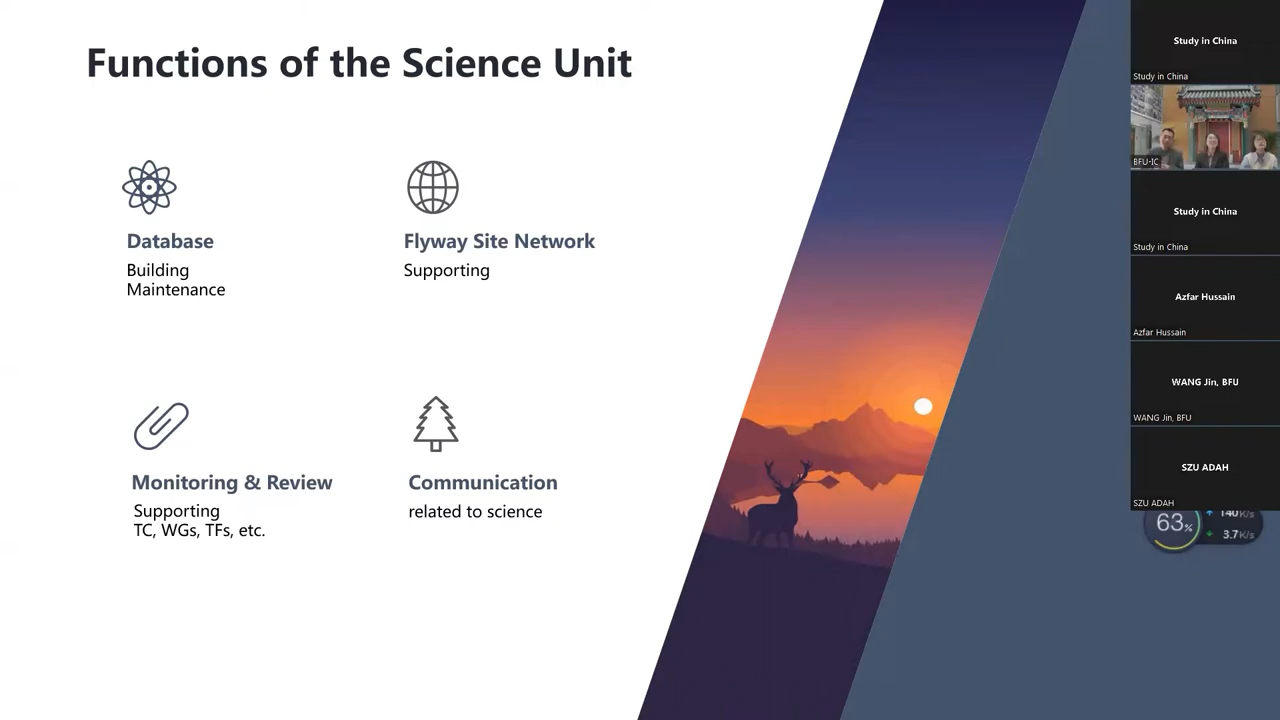 Functions of the Science Unit
Database
Building
Maintenance
Flyway Site Network
Supporting
Monitoring & Review
Supporting
TC, WGs, TFs, etc.
Communication
related to science
Study in China
Study in China
BFU-IC
Study in China
Study in China
Azfar Hussain
Azfar Hussain
WANG Jin, BFU
WANG Jin, BFU
SZU ADAH
SZU ADAH
63%
140K/s
3.7K/s